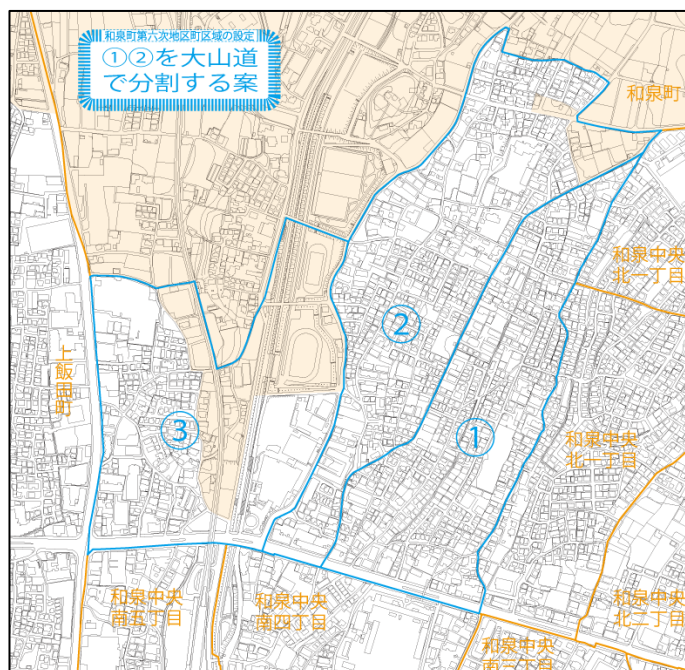 和泉町第六次地区町区域の設定
①②を大山道
で分割する案
和泉町
和泉中央
北一丁目
②
上飯田町
③
①
和泉中央
北一丁目
和泉中央
南五丁目
和泉中央
南四丁目
和泉中央
北二丁目
和泉中央